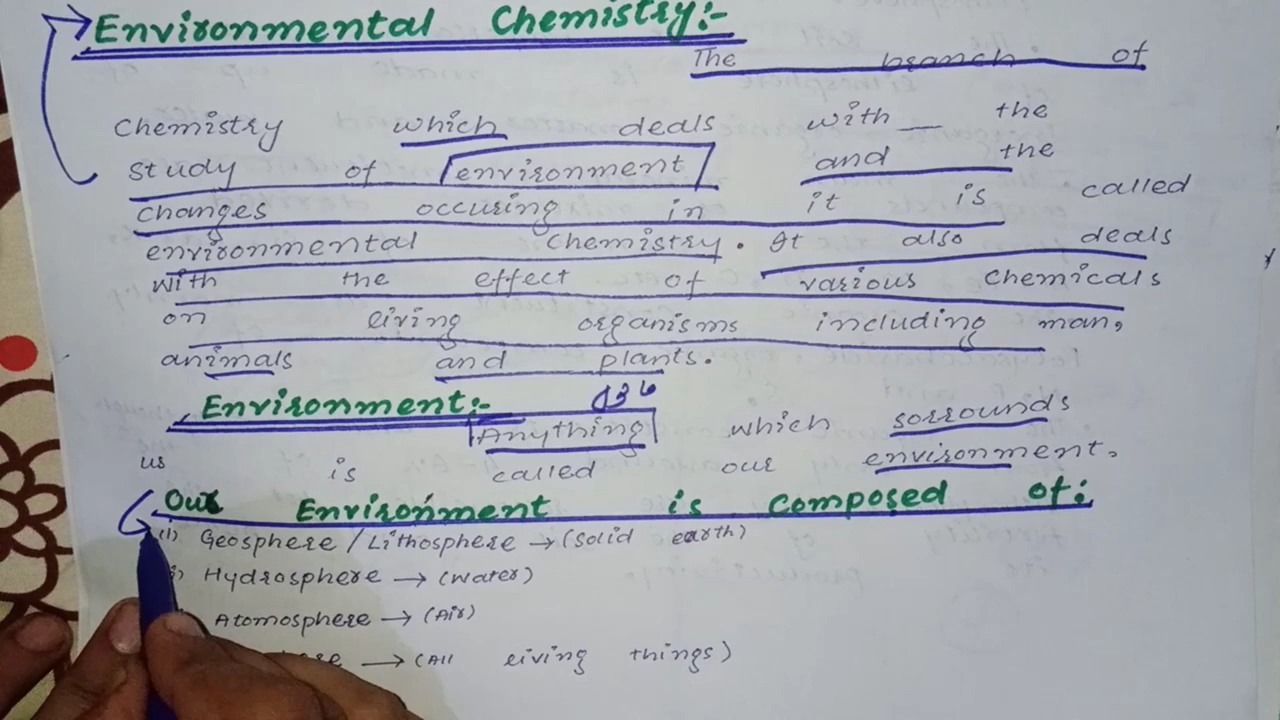 Environmental Chemistry:-
The branch of
chemistry which deals with the
study of environment and the
changes occuring in it is called
environmental chemistry. It also deals
with the effect of various chemicals
on living organisms including man,
animals and plants.
Environment:-
Anything which sorrounds
us is called our environment.
Our Environment is composed of:
(i) Geosphere / Lithosphere → (Solid earth)
Hydrosphere → (Water)
Atomosphere → (Air)
→ (All living things)